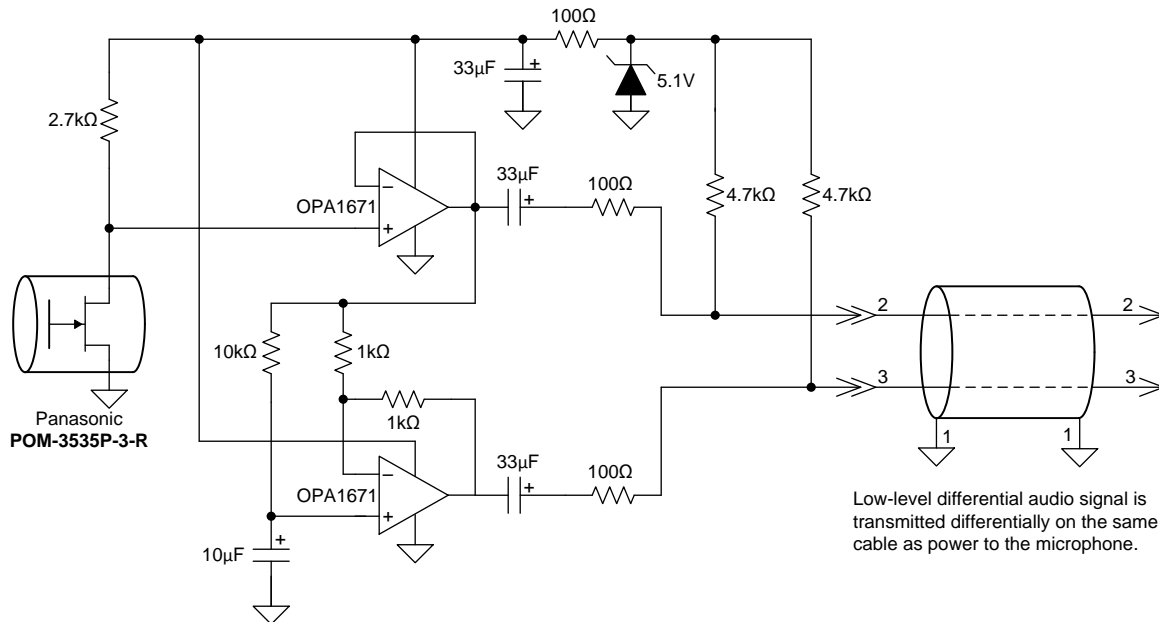 100Ω
33µF
+
5.1V
2.7kΩ
−
+
OPA1671
33µF
+
100Ω
4.7kΩ
4.7kΩ
2
2
10kΩ
1kΩ
1kΩ
3
3
Panasonic
POM-3535P-3-R
−
+
OPA1671
33µF
+
100Ω
1
1
10µF
+
Low-level differential audio signal is
transmitted differentially on the same
cable as power to the microphone.